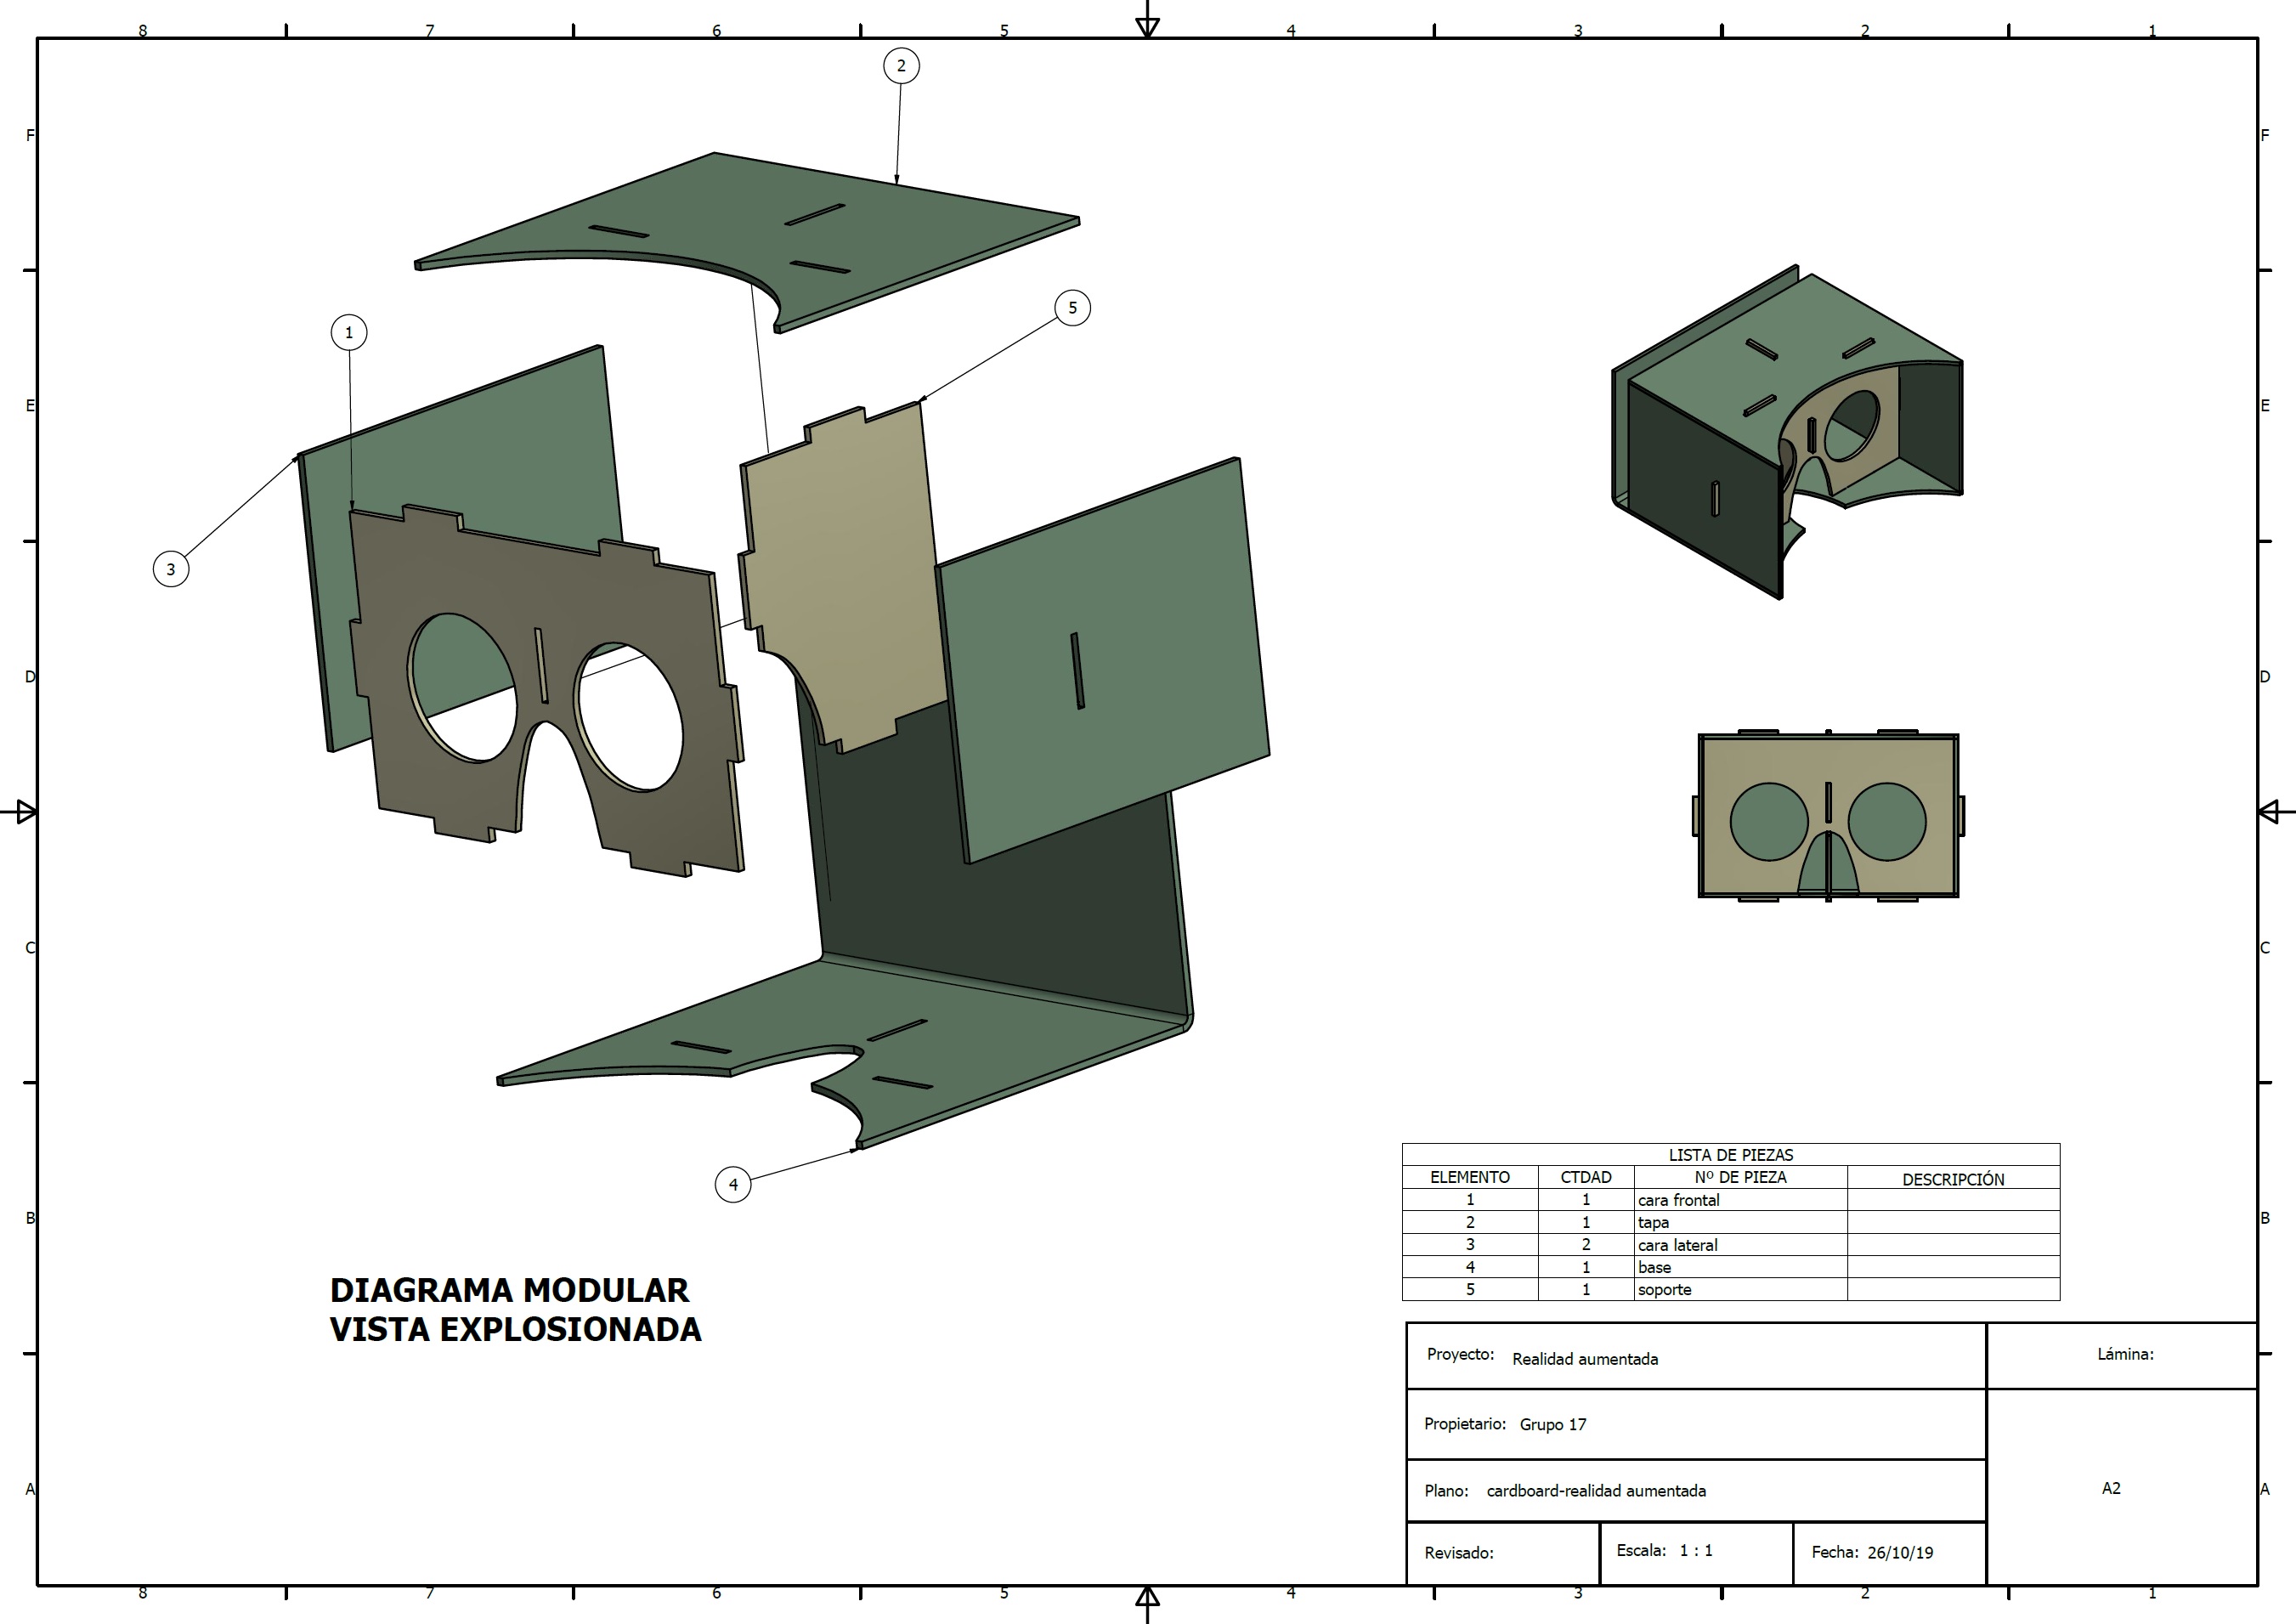 8 7 6 5 4 3 2 1
F F
E E
D D
C C
B B
A A
2
5
1
3
4
DIAGRAMA MODULAR
VISTA EXPLOSIONADA
LISTA DE PIEZAS
ELEMENTO CTDAD Nº DE PIEZA DESCRIPCIÓN
1 1 cara frontal
2 1 tapa
3 2 cara lateral
4 1 base
5 1 soporte
Proyecto: Realidad aumentada
Lámina:
Propietario: Grupo 17
Plano: cardboard-realidad aumentada
A2
Revisado:
Escala: 1 : 1
Fecha: 26/10/19
8 7 6 5 4 3 2 1